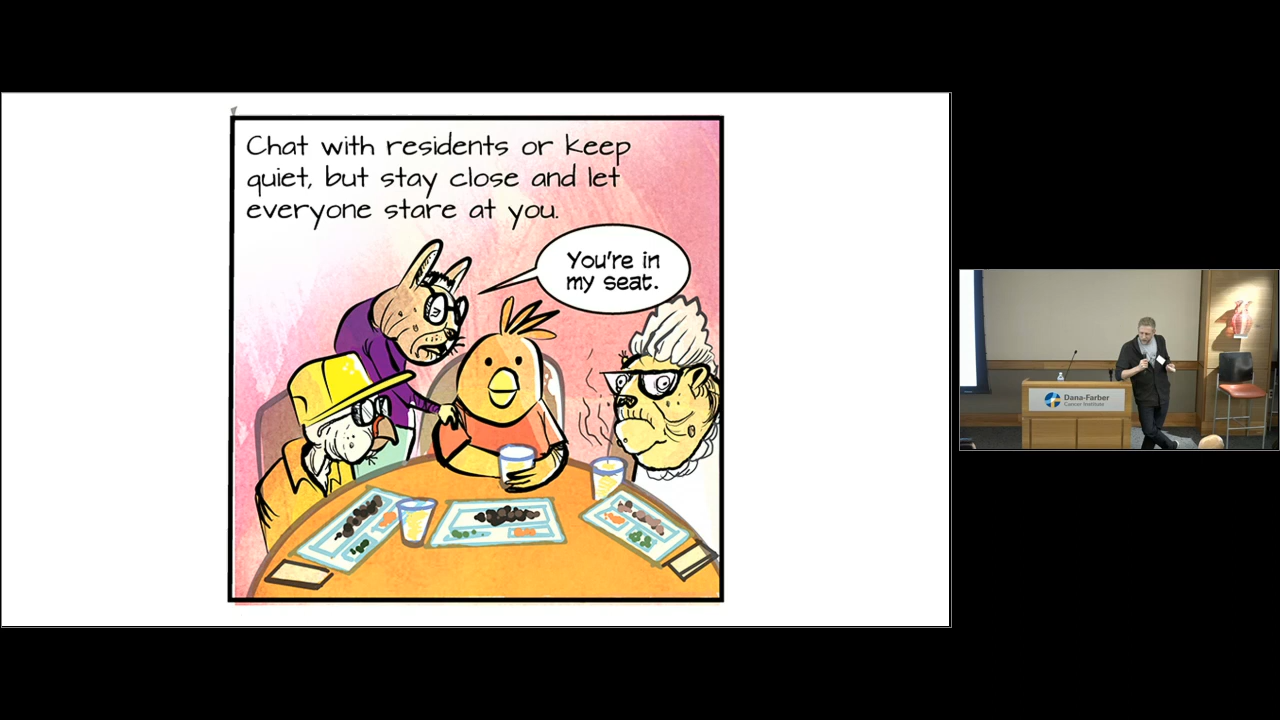 Chat with residents or keep
quiet, but stay close and let
everyone stare at you.
You're in
my seat.
Dana-Farber
Cancer Institute